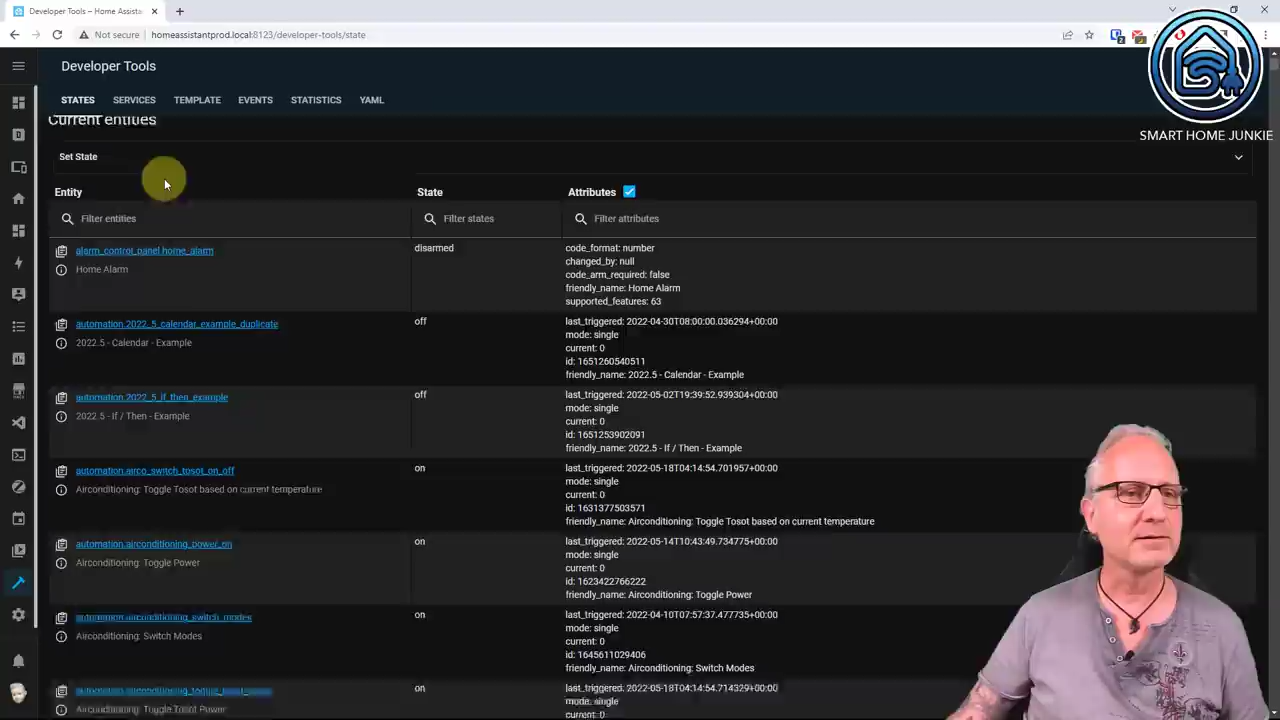 Developer Tools – Home Assista
Not secure
homeassistantprod.local:8123/developer-tools/state
SMART HOME JUNKIE
Developer Tools
STATES
SERVICES
TEMPLATE
EVENTS
STATISTICS
YAML
Current entities
Set State
Entity
State
Attributes
Filter entities
Filter states
Filter attributes
alarm_control_panel.home_alarm
Home Alarm
disarmed
code_format: number
changed_by: null
code_arm_required: false
friendly_name: Home Alarm
supported_features: 63
automation.2022_5_calendar_example_duplicate
2022.5 - Calendar - Example
off
last_triggered: 2022-04-30T08:00:00.036294+00:00
mode: single
current: 0
id: 1651260540511
friendly_name: 2022.5 - Calendar - Example
automation.2022_5_if_then_example
2022.5 - If / Then - Example
off
last_triggered: 2022-05-02T19:39:52.939304+00:00
mode: single
current: 0
id: 1651253902091
friendly_name: 2022.5 - If / Then - Example
automation.airco_switch_tosot_on_off
Airconditioning: Toggle Tosot based on current temperature
on
last_triggered: 2022-05-18T04:14:54.701957+00:00
mode: single
current: 0
id: 1631377503571
friendly_name: Airconditioning: Toggle Tosot based on current temperature
automation.airconditioning_power_on
Airconditioning: Toggle Power
on
last_triggered: 2022-05-14T10:43:49.734775+00:00
mode: single
current: 0
id: 1623422766222
friendly_name: Airconditioning: Toggle Power
automation.airconditioning_switch_modes
Airconditioning: Switch Modes
on
last_triggered: 2022-04-10T07:57:37.477735+00:00
mode: single
current: 0
id: 1645611029406
friendly_name: Airconditioning: Switch Modes
Airconditioning: Toggle Tosot Power
on
last_triggered: 2022-05-18T04:14:54.714329+00:00
mode: single
current: 0